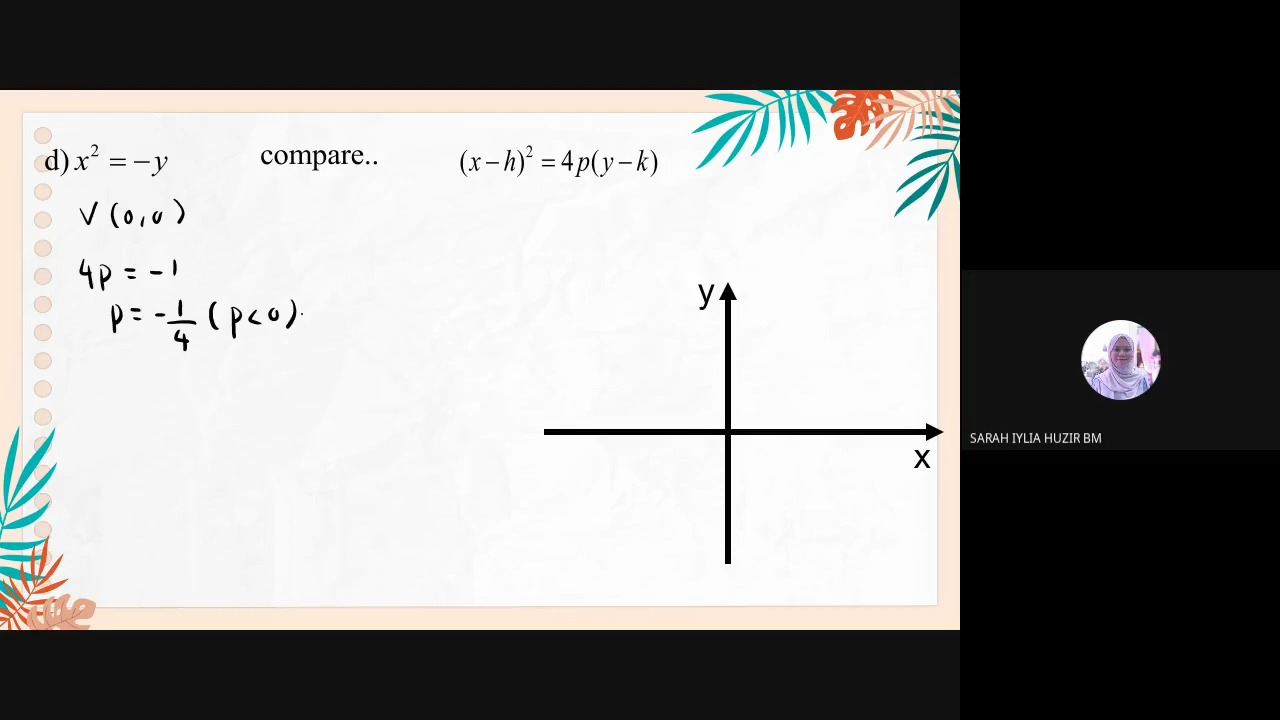 d) x² = −y compare.. (x − h)² = 4p(y − k)
V (0,0)
4p = -1
p = -1/4 (p < 0).
y
x
SARAH IYLIA HUZIR BM